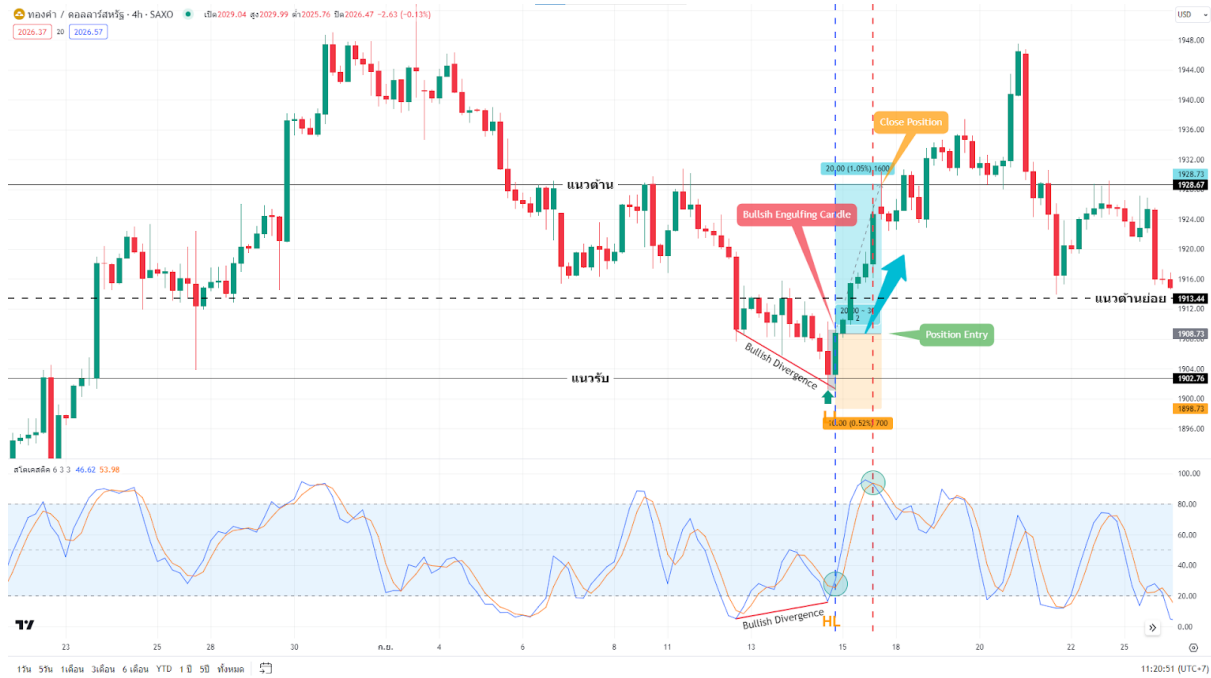 ทองคำ / ดอลลาร์สหรัฐ · 4h · SAXO เปิด2029.04 สูง2029.99 ต่ำ2025.76 ปิด2026.47 -2.63 (-0.13%)
USD
2026.37 20 2026.57
1948.00
1944.00
1940.00
1936.00
1932.00
1928.73
1928.67
1924.00
1920.00
1916.00
1913.44
1912.00
1908.73
1904.00
1902.76
1900.00
1898.73
1896.00
Close Position
20.00 (1.05%) 1600
แนวต้าน
Bullsih Engulfing Candle
แนวต้านย่อย
2
Position Entry
Bullish Divergence
แนวรับ
LL
10.00 (0.52%) 700
สโตแคสติค 6 3 3 46.62 53.98
100.00
80.00
60.00
40.00
20.00
0.00
Bullish Divergence
HL
23 25 28 30 ก.ย. 4 6 8 11 13 15 18 20 22 25
1วัน 5วัน 1เดือน 3เดือน 6 เดือน YTD 1 ปี 5ปี ทั้งหมด
11:20:51 (UTC+7)